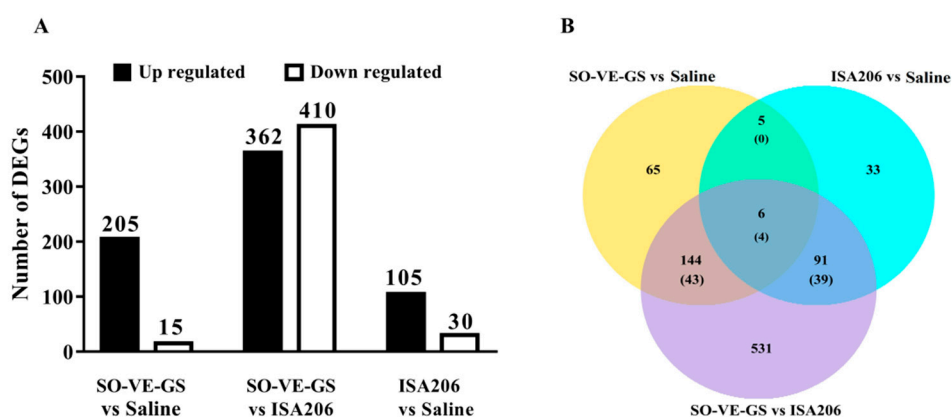 A
Up regulated Down regulated
Number of DEGs
500
400
300
200
100
0
205
15
362
410
105
30
SO-VE-GS
vs Saline
SO-VE-GS
vs ISA206
ISA206
vs Saline
B
SO-VE-GS vs Saline
ISA206 vs Saline
5
(0)
65
33
6
(4)
144
(43)
91
(39)
531
SO-VE-GS vs ISA206